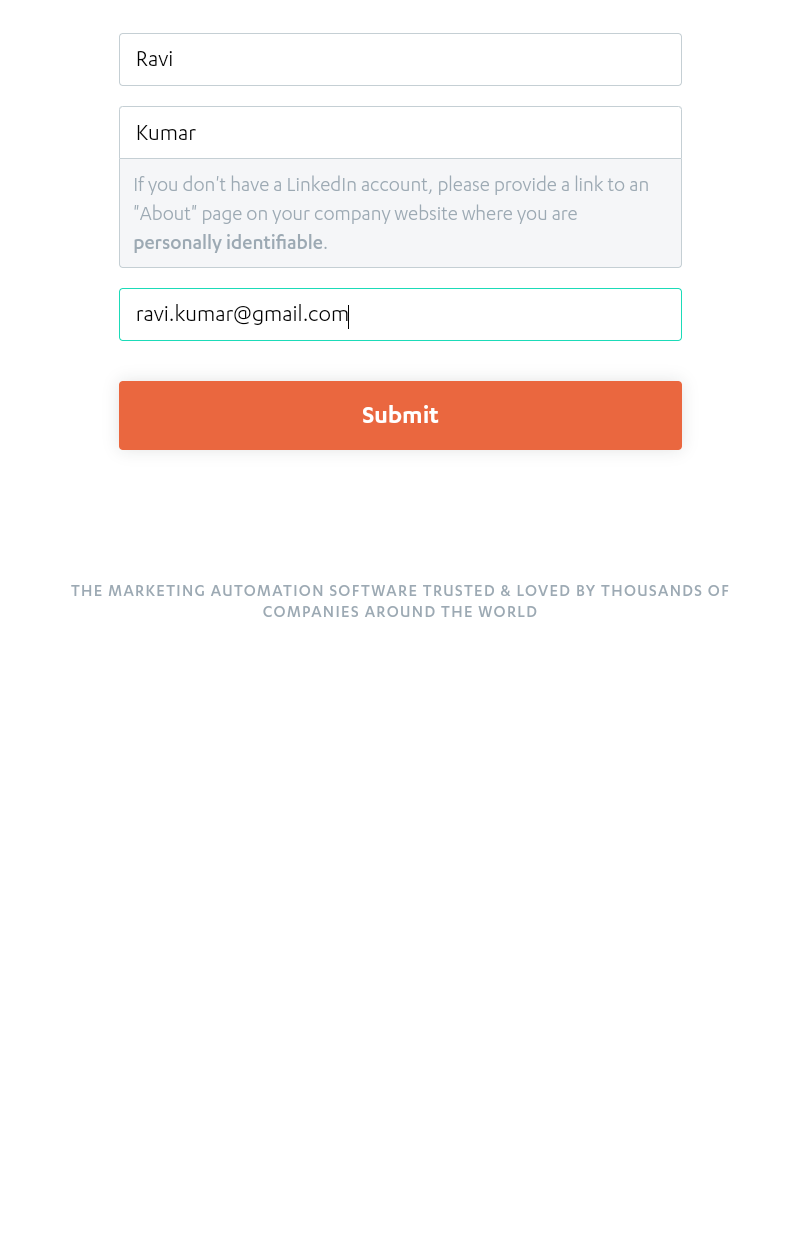 Ravi
Kumar
If you don't have a LinkedIn account, please provide a link to an
"About" page on your company website where you are
personally identifiable.
ravi.kumar@gmail.com
Submit
THE MARKETING AUTOMATION SOFTWARE TRUSTED & LOVED BY THOUSANDS OF
COMPANIES AROUND THE WORLD